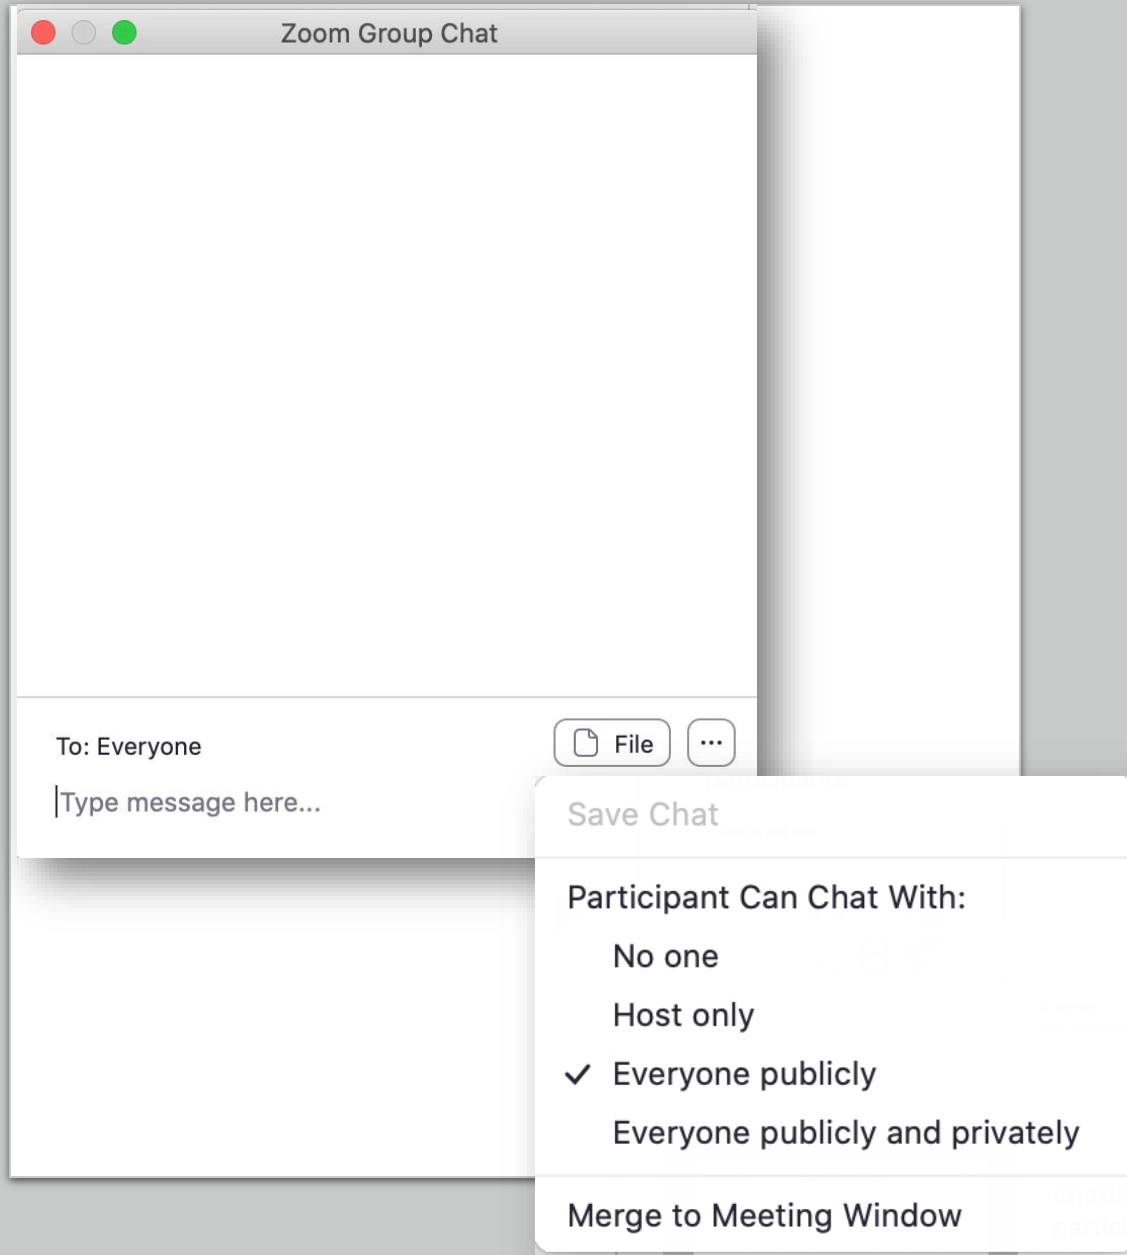 Zoom Group Chat
To: Everyone
File
Type message here...
Save Chat
Participant Can Chat With:
No one
Host only
Everyone publicly
Everyone publicly and privately
Merge to Meeting Window